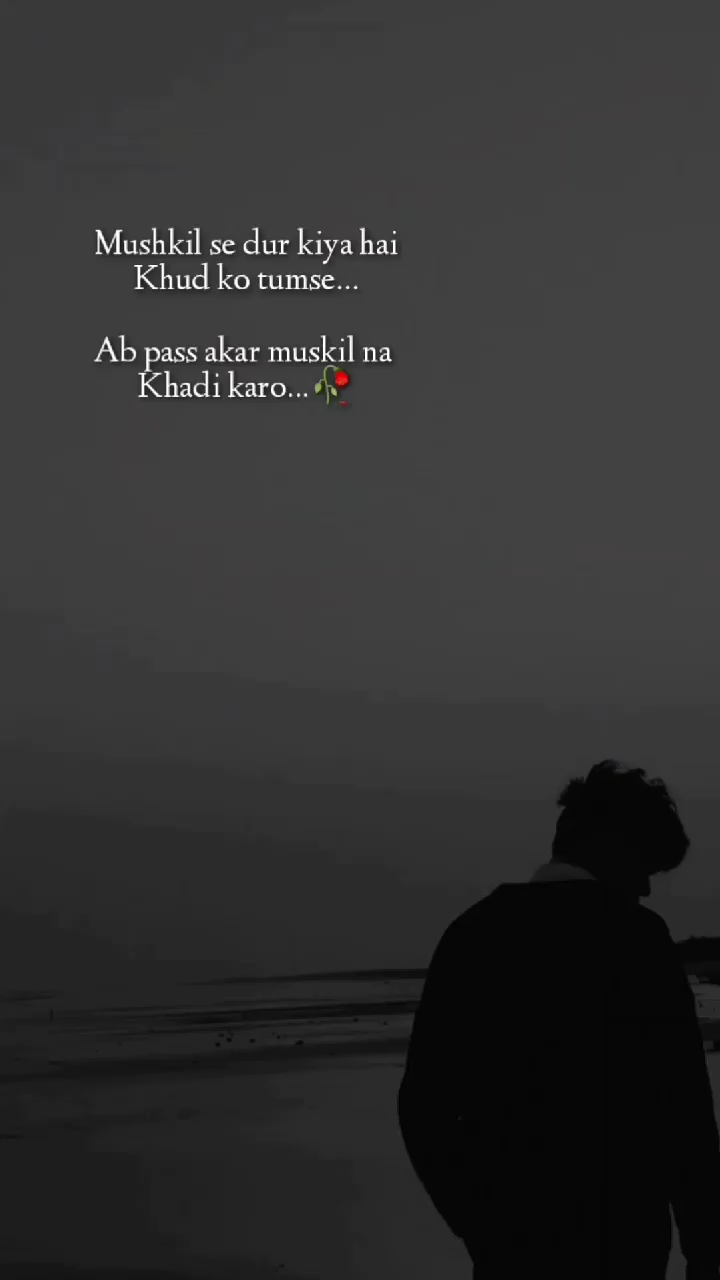 Mushkil se dur kiya hai
Khud ko tumse...
Ab pass akar muskil na
Khadi karo...🥀